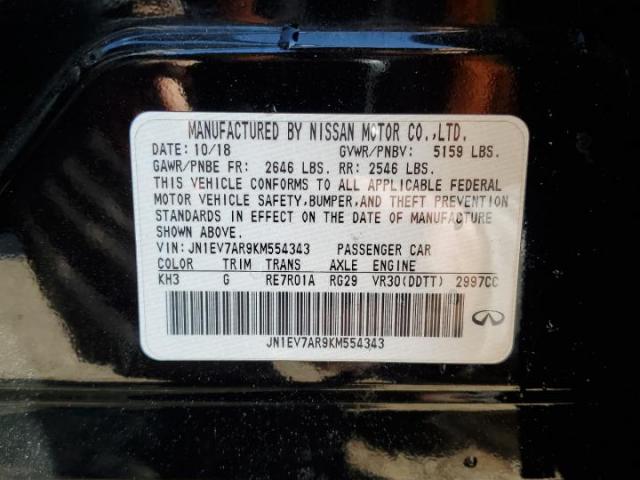 MANUFACTURED BY NISSAN MOTOR CO.,LTD.
DATE: 10/18 GVWR/PNBV: 5159 LBS.
GAWR/PNBE FR: 2646 LBS. RR: 2546 LBS.
THIS VEHICLE CONFORMS TO ALL APPLICABLE FEDERAL
MOTOR VEHICLE SAFETY, BUMPER, AND THEFT PREVENTION
STANDARDS IN EFFECT ON THE DATE OF MANUFACTURE
SHOWN ABOVE.
VIN: JN1EV7AR9KM554343 PASSENGER CAR
COLOR TRIM TRANS AXLE ENGINE
KH3 G RE7R01A RG29 VR30(DDTT) 2997CC
JN1EV7AR9KM554343
INFINITI